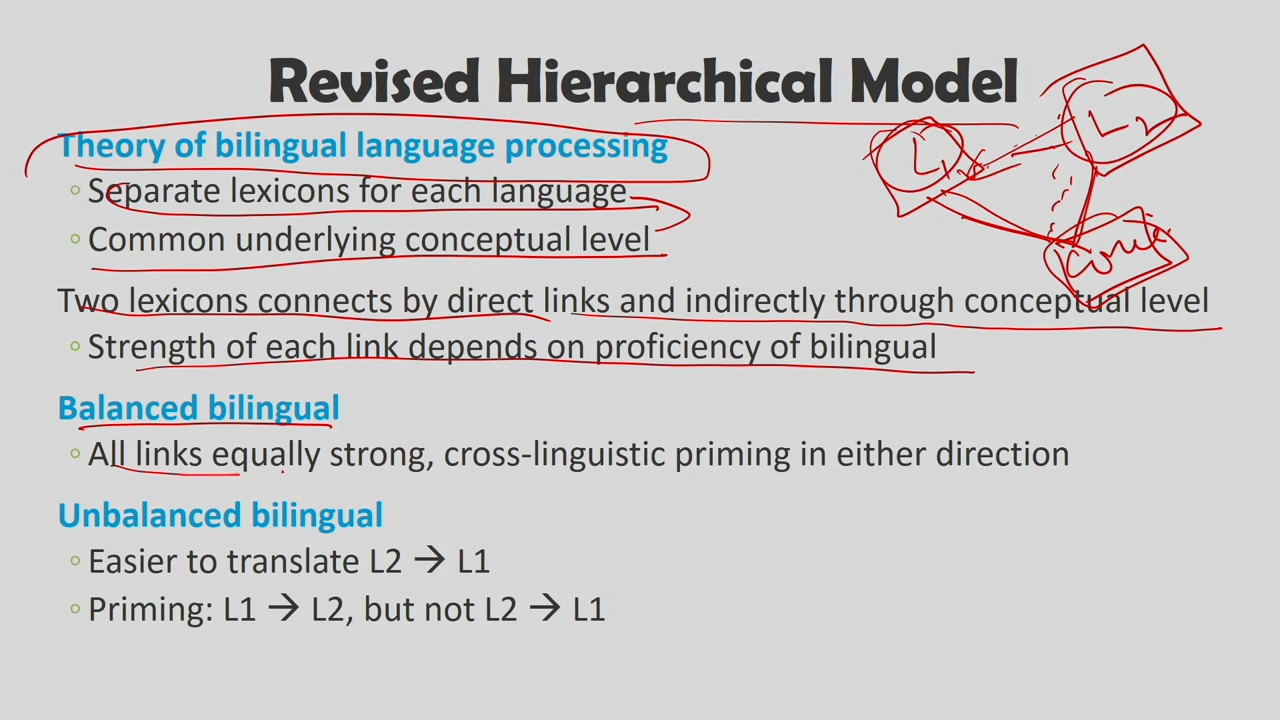 Revised Hierarchical Model
L1
L2
Theory of bilingual language processing
◦ Separate lexicons for each language
◦ Common underlying conceptual level
Two lexicons connects by direct links and indirectly through conceptual level
◦ Strength of each link depends on proficiency of bilingual
Balanced bilingual
◦ All links equally strong, cross-linguistic priming in either direction
Unbalanced bilingual
◦ Easier to translate L2 → L1
◦ Priming: L1 → L2, but not L2 → L1